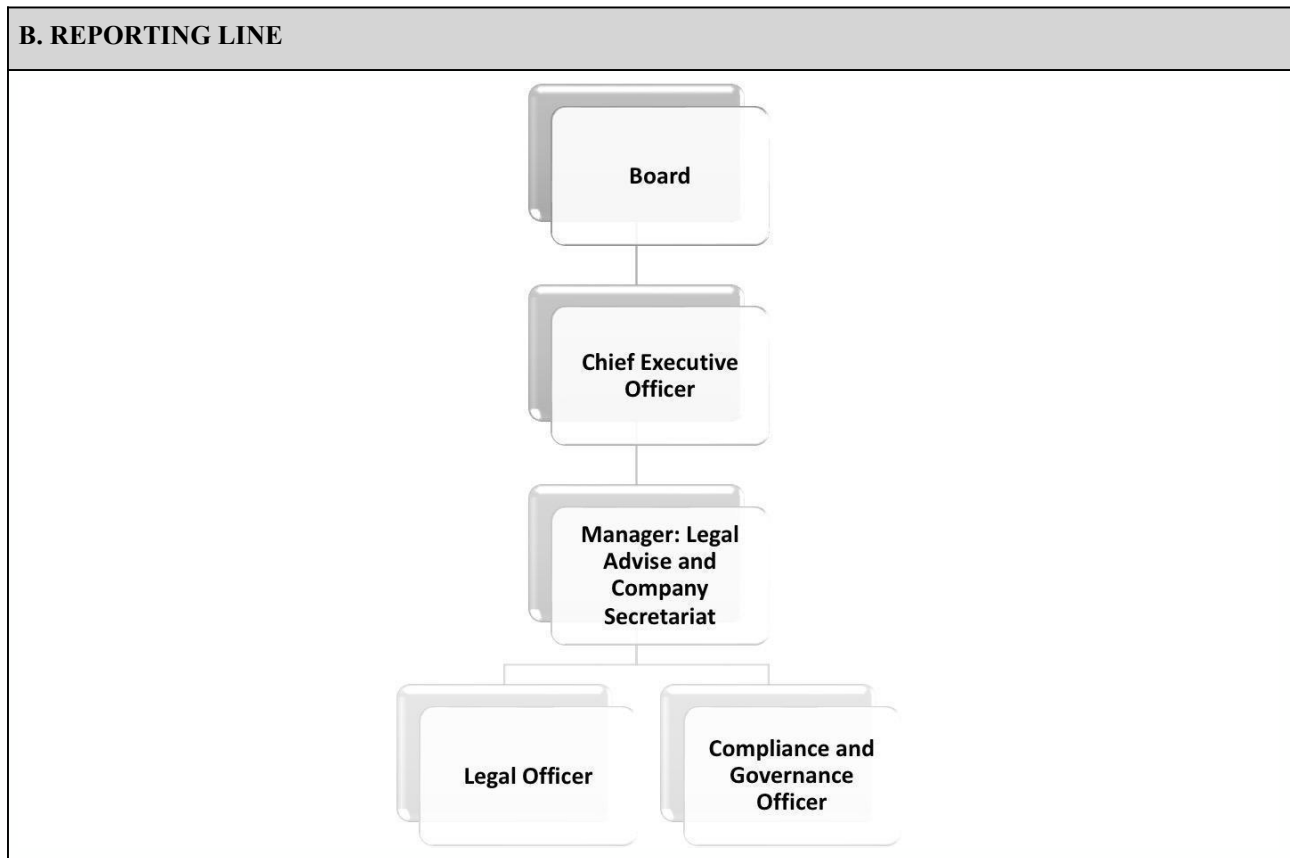 B. REPORTING LINE
Board
Chief Executive
Officer
Manager: Legal
Advise and
Company
Secretariat
Legal Officer
Compliance and
Governance
Officer